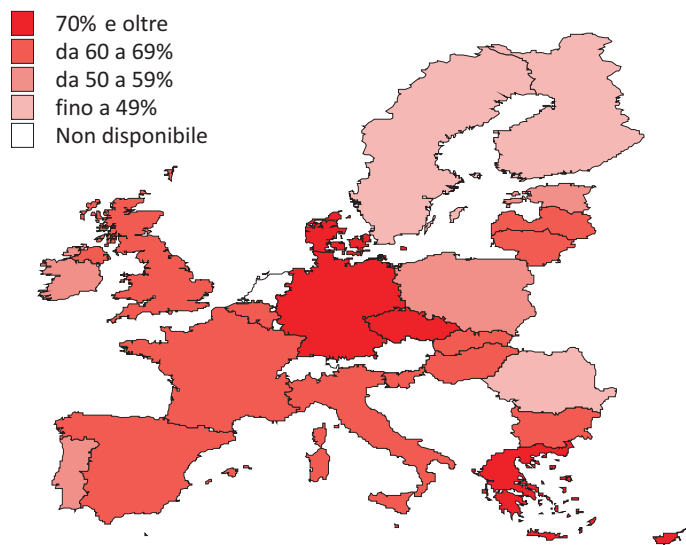 70% e oltre
da 60 a 69%
da 50 a 59%
fino a 49%
Non disponibile